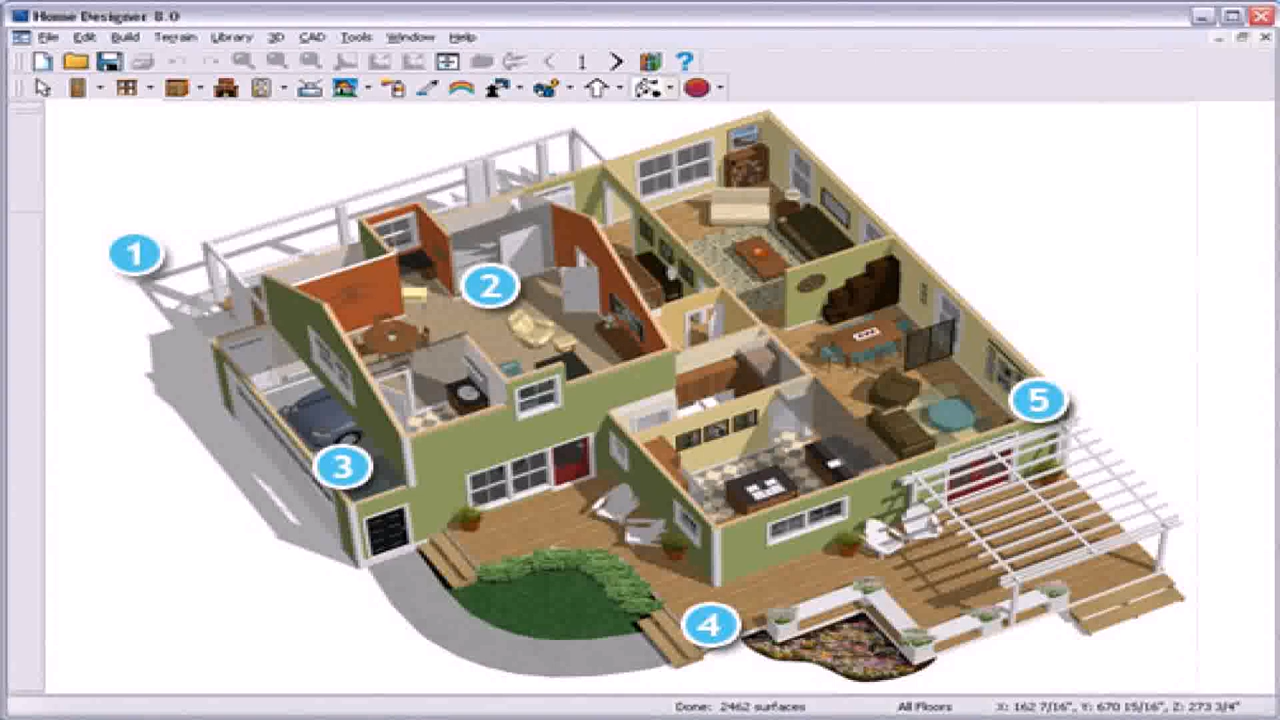 Home Designer 8.0
File Edit Build Terrain Library 3D CAD Tools Window Help
1
1
2
3
4
5
Done: 2462 surfaces All Floors X: 162 7/16", Y: 670 15/16", Z: 273 3/4"